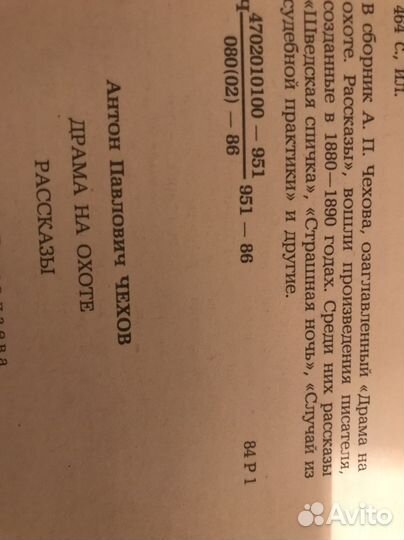 464 с., ил.
В сборник А. П. Чехова, озаглавленный «Драма на
охоте. Рассказы», вошли произведения писателя,
созданные в 1880—1890 годах. Среди них рассказы
«Шведская спичка», «Страшная ночь», «Случай из
судебной практики» и другие.
Ч 4702010100 — 951
080(02) — 86
951 — 86
84 Р 1
Антон Павлович ЧЕХОВ
ДРАМА НА ОХОТЕ
РАССКАЗЫ
Avito